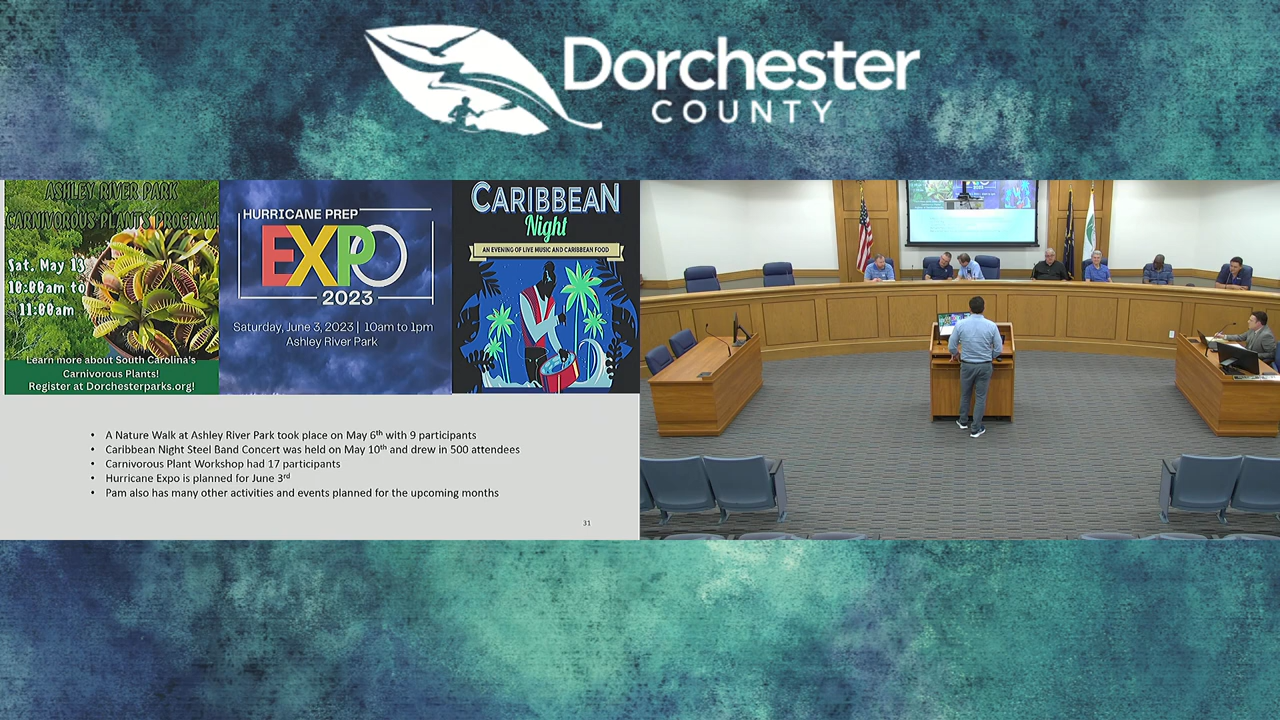 Dorchester
COUNTY
ASHLEY RIVER PARK
CARNIVOROUS PLANTS PROGRAM
Sat. May 13
10:00am to
11:00am
Learn more about South Carolina's
Carnivorous Plants!
Register at Dorchesterparks.org!
HURRICANE PREP
EXPO
2023
Saturday, June 3, 2023 | 10am to 1pm
Ashley River Park
CARIBBEAN
Night
AN EVENING OF LIVE MUSIC AND CARIBBEAN FOOD
• A Nature Walk at Ashley River Park took place on May 6th with 9 participants
• Caribbean Night Steel Band Concert was held on May 10th and drew in 500 attendees
• Carnivorous Plant Workshop had 17 participants
• Hurricane Expo is planned for June 3rd
• Pam also has many other activities and events planned for the upcoming months
31